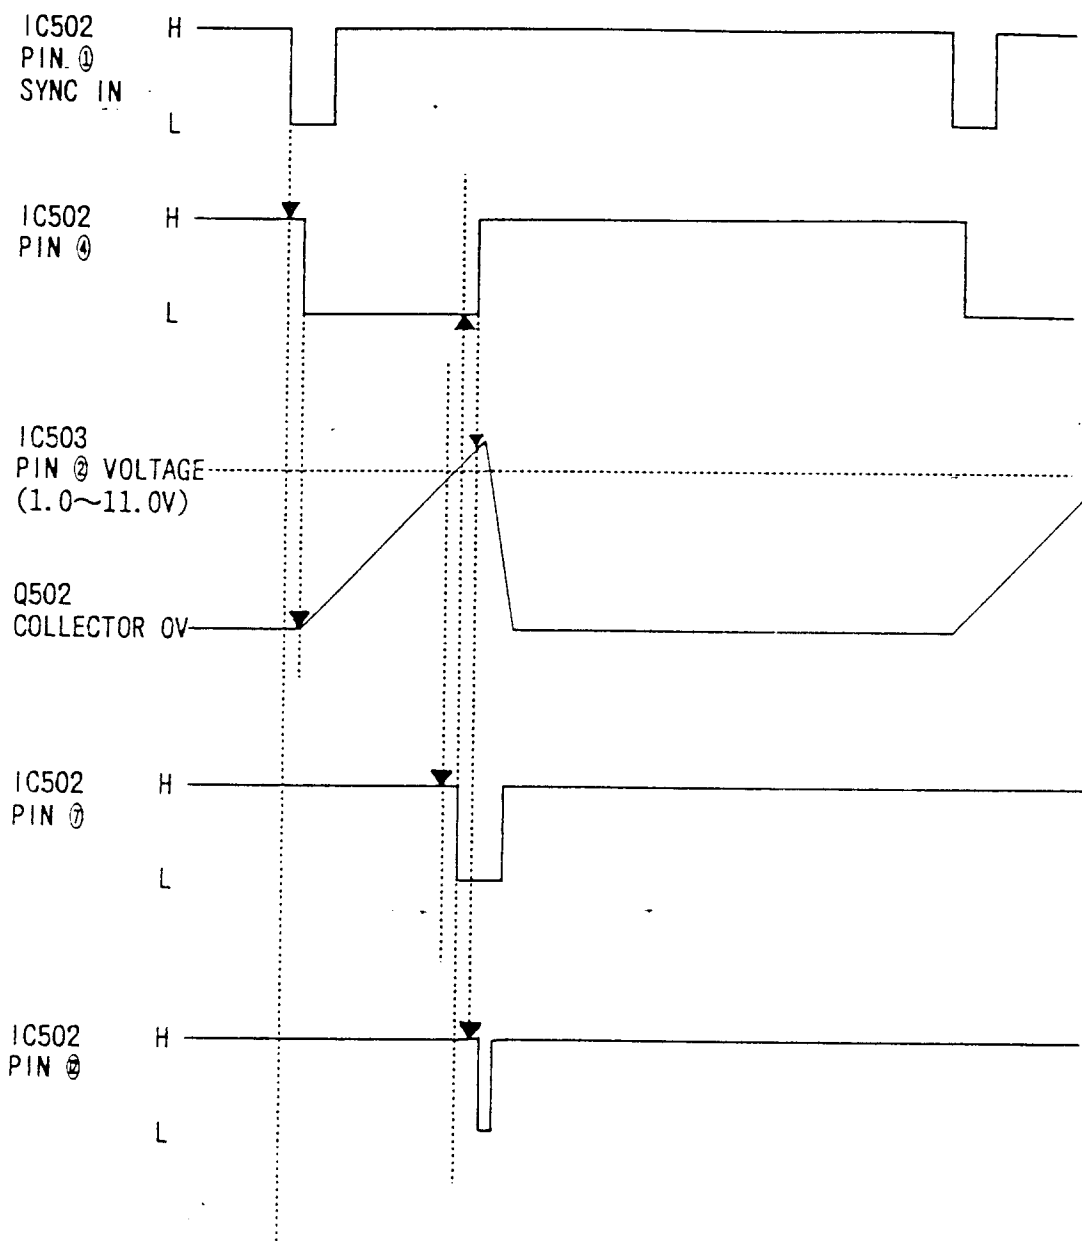 IC502 H
PIN ①
SYNC IN
L
IC502 H
PIN ④
L
IC503
PIN ② VOLTAGE
(1.0~11.0V)
Q502
COLLECTOR 0V
IC502 H
PIN ⑦
L
IC502 H
PIN ⑫
L